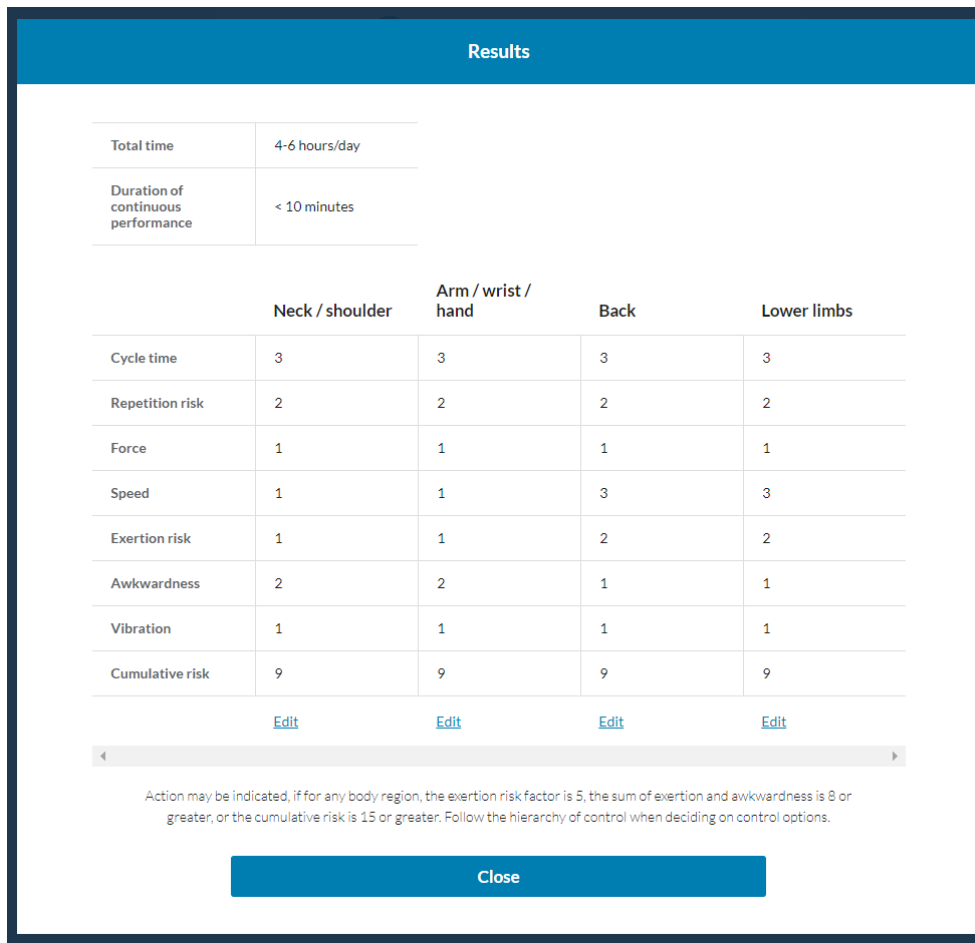 Results
Total time 4-6 hours/day
Duration of
continuous
performance
< 10 minutes
Neck / shoulder Arm / wrist /
hand Back Lower limbs
Cycle time 3 3 3 3
Repetition risk 2 2 2 2
Force 1 1 1 1
Speed 1 1 3 3
Exertion risk 1 1 2 2
Awkwardness 2 2 1 1
Vibration 1 1 1 1
Cumulative risk 9 9 9 9
Edit Edit Edit Edit
Action may be indicated, if for any body region, the exertion risk factor is 5, the sum of exertion and awkwardness is 8 or
greater, or the cumulative risk is 15 or greater. Follow the hierarchy of control when deciding on control options.
Close